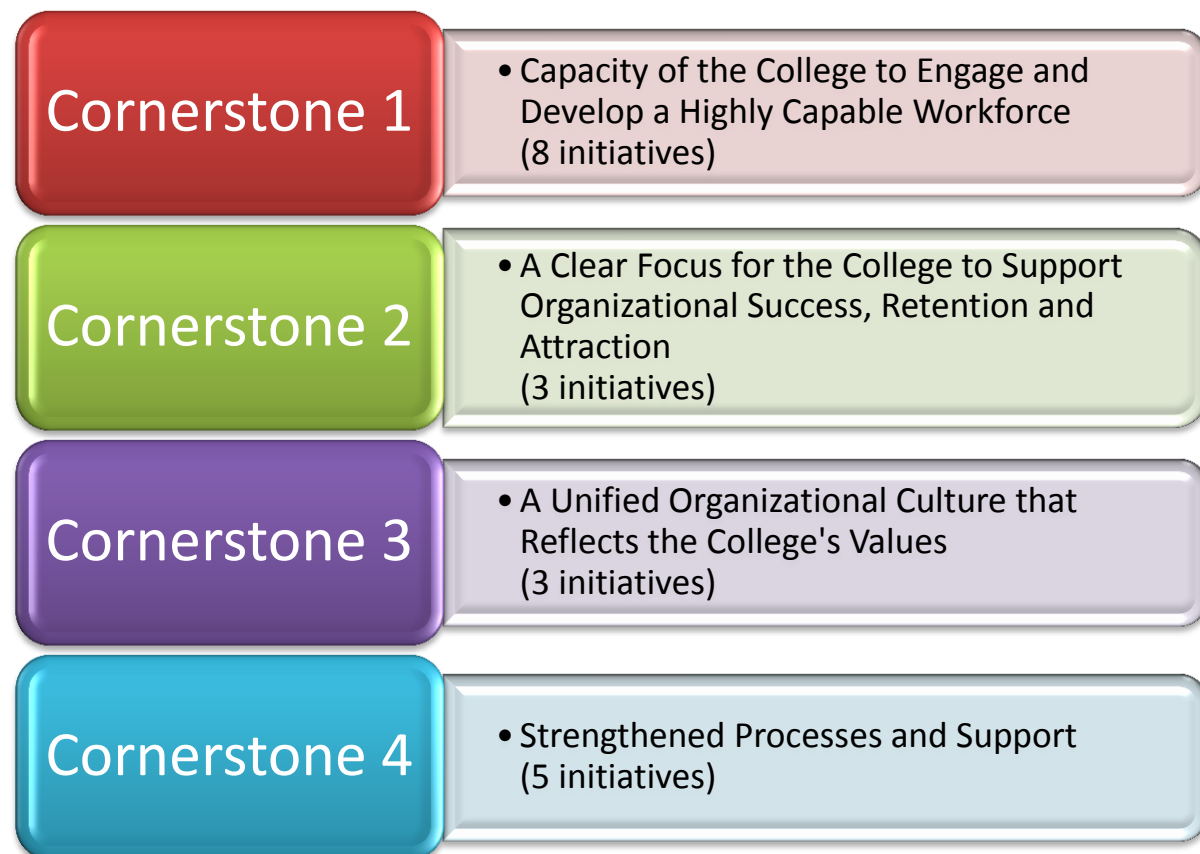 Cornerstone 1
• Capacity of the College to Engage and
Develop a Highly Capable Workforce
(8 initiatives)
Cornerstone 2
• A Clear Focus for the College to Support
Organizational Success, Retention and
Attraction
(3 initiatives)
Cornerstone 3
• A Unified Organizational Culture that
Reflects the College's Values
(3 initiatives)
Cornerstone 4
• Strengthened Processes and Support
(5 initiatives)